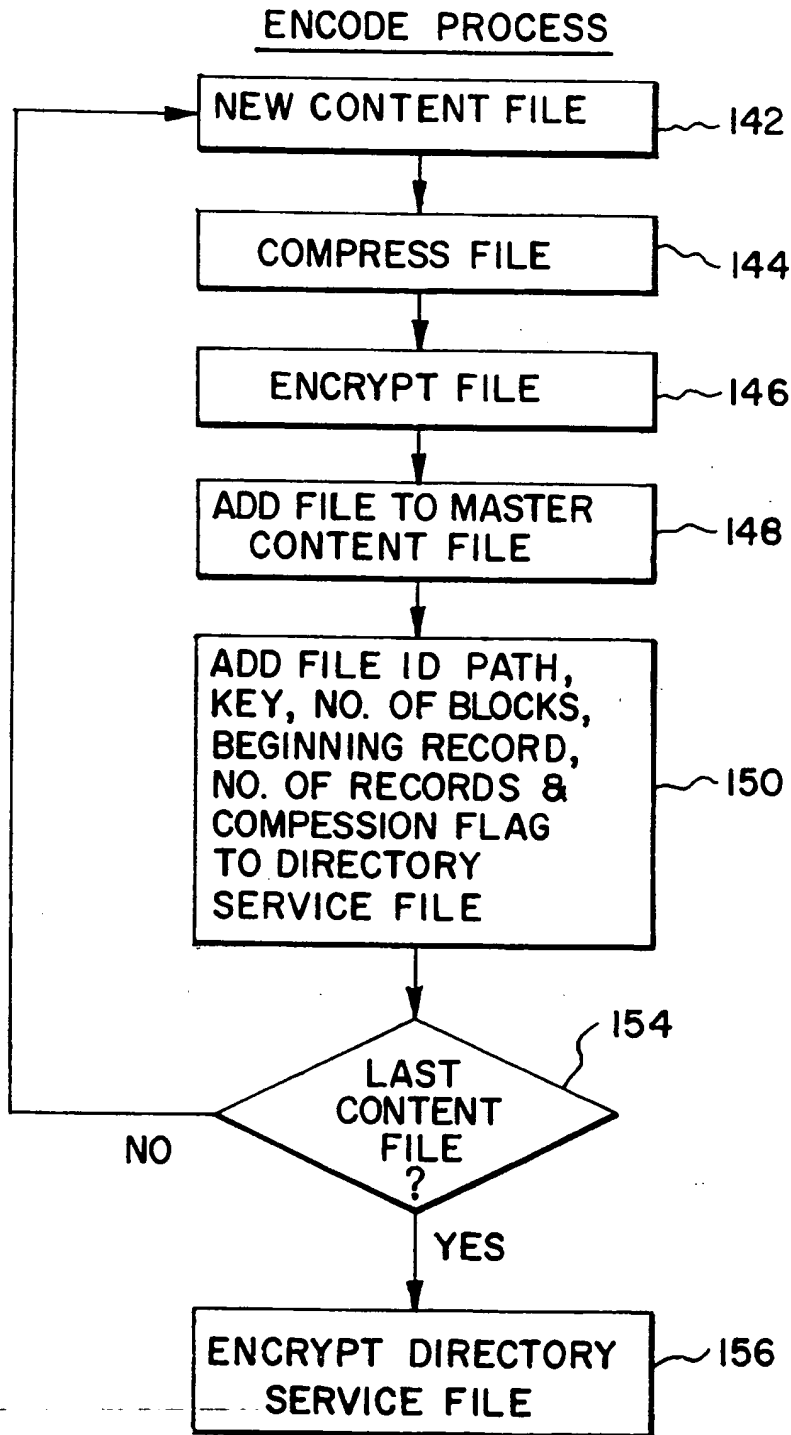 ENCODE PROCESS
NEW CONTENT FILE
142
COMPRESS FILE
144
ENCRYPT FILE
146
ADD FILE TO MASTER
CONTENT FILE
148
ADD FILE ID PATH,
KEY, NO. OF BLOCKS,
BEGINNING RECORD,
NO. OF RECORDS &
COMPESSION FLAG
TO DIRECTORY
SERVICE FILE
150
154
LAST
CONTENT
FILE
?
NO
YES
ENCRYPT DIRECTORY
SERVICE FILE
156